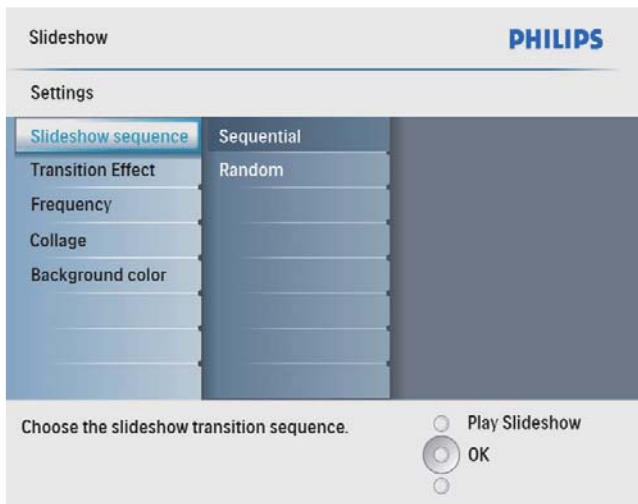 Slideshow
PHILIPS
Settings
Slideshow sequence
Sequential
Transition Effect
Random
Frequency
Collage
Background color
Choose the slideshow transition sequence.
Play Slideshow
OK